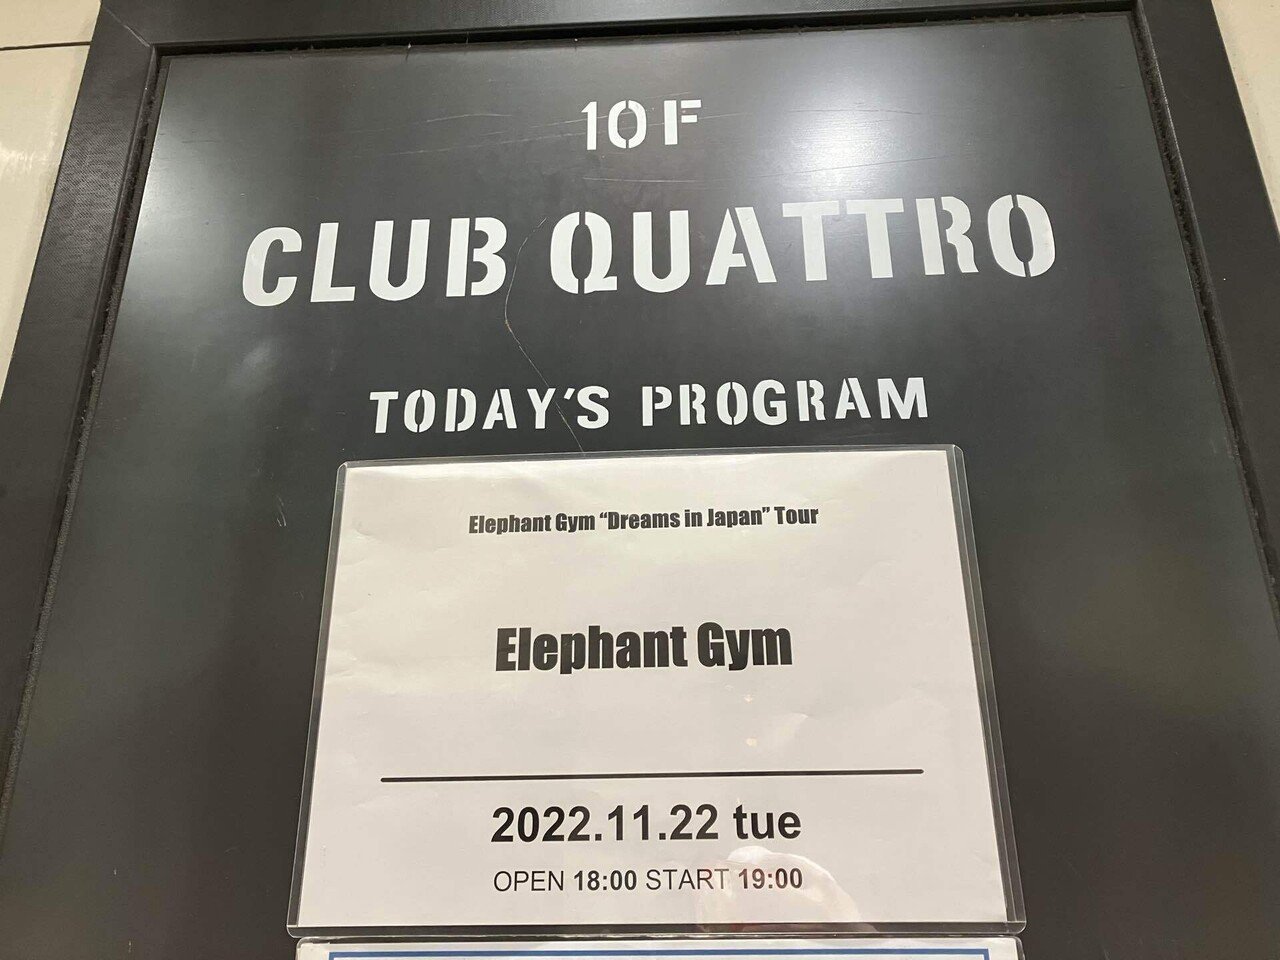 10F
CLUB QUATTRO
TODAY'S PROGRAM
Elephant Gym “Dreams in Japan” Tour
Elephant Gym
2022.11.22 tue
OPEN 18:00 START 19:00